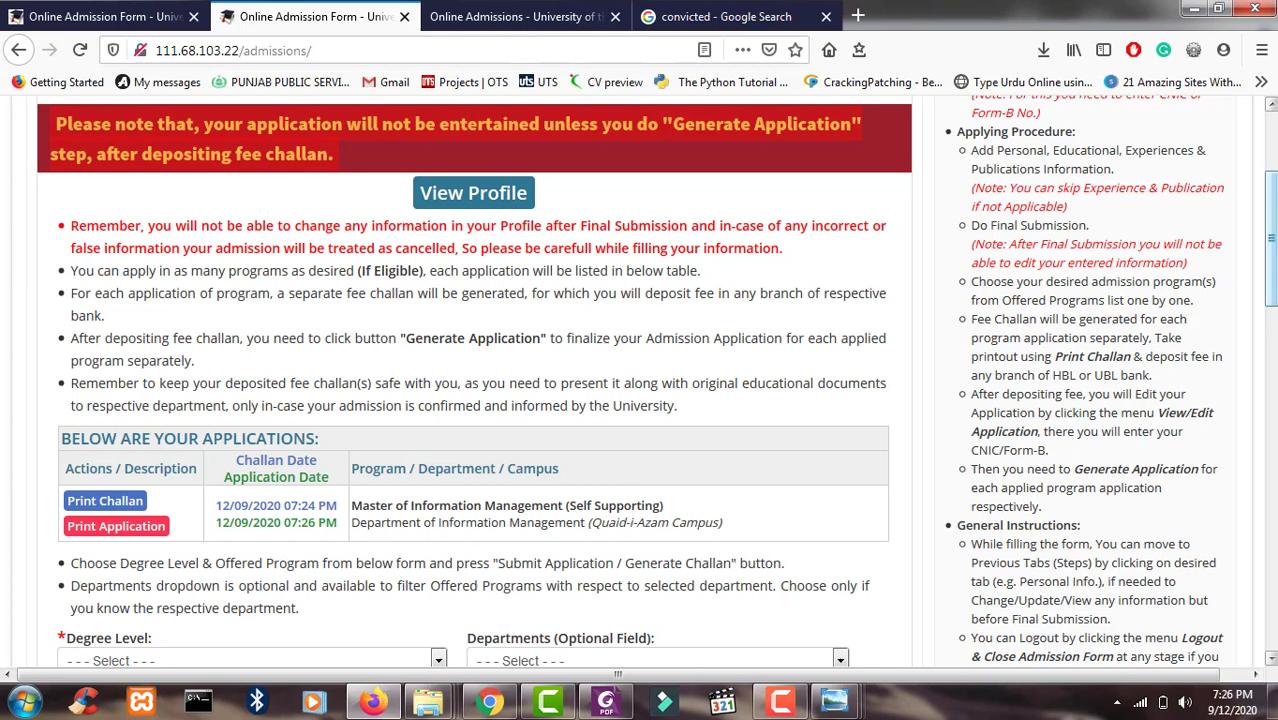 Online Admission Form - Unive
Online Admission Form - Unive
Online Admissions - University of t
convicted - Google Search
111.68.103.22/admissions/
Getting Started
My messages
PUNJAB PUBLIC SERVI...
Gmail
Projects | OTS
UTS
CV preview
The Python Tutorial ...
CrackingPatching - Be...
Type Urdu Online usin...
21 Amazing Sites With...
Please note that, your application will not be entertained unless you do "Generate Application"
step, after depositing fee challan.
View Profile
Remember, you will not be able to change any information in your Profile after Final Submission and in-case of any incorrect or
false information your admission will be treated as cancelled, So please be carefull while filling your information.
You can apply in as many programs as desired (If Eligible), each application will be listed in below table.
For each application of program, a separate fee challan will be generated, for which you will deposit fee in any branch of respective
bank.
After depositing fee challan, you need to click button "Generate Application" to finalize your Admission Application for each applied
program separately.
Remember to keep your deposited fee challan(s) safe with you, as you need to present it along with original educational documents
to respective department, only in-case your admission is confirmed and informed by the University.
BELOW ARE YOUR APPLICATIONS:
Actions / Description
Challan Date
Application Date
Program / Department / Campus
Print Challan
Print Application
12/09/2020 07:24 PM
12/09/2020 07:26 PM
Master of Information Management (Self Supporting)
Department of Information Management (Quaid-i-Azam Campus)
Choose Degree Level & Offered Program from below form and press "Submit Application / Generate Challan" button.
Departments dropdown is optional and available to filter Offered Programs with respect to selected department. Choose only if
you know the respective department.
*Degree Level:
Departments (Optional Field):
- - - Select - - -
- - - Select - - -
(Note: For this you need to enter CNIC or
Form-B No.)
Applying Procedure:
Add Personal, Educational, Experiences &
Publications Information.
(Note: You can skip Experience & Publication
if not Applicable)
Do Final Submission.
(Note: After Final Submission you will not be
able to edit your entered information)
Choose your desired admission program(s)
from Offered Programs list one by one.
Fee Challan will be generated for each
program application separately, Take
printout using Print Challan & deposit fee in
any branch of HBL or UBL bank.
After depositing fee, you will Edit your
Application by clicking the menu View/Edit
Application, there you will enter your
CNIC/Form-B.
Then you need to Generate Application for
each applied program application
respectively.
General Instructions:
While filling the form, You can move to
Previous Tabs (Steps) by clicking on desired
tab (e.g. Personal Info.), if needed to
Change/Update/View any information but
before Final Submission.
You can Logout by clicking the menu Logout
& Close Admission Form at any stage if you
PDF
321
7:26 PM
9/12/2020